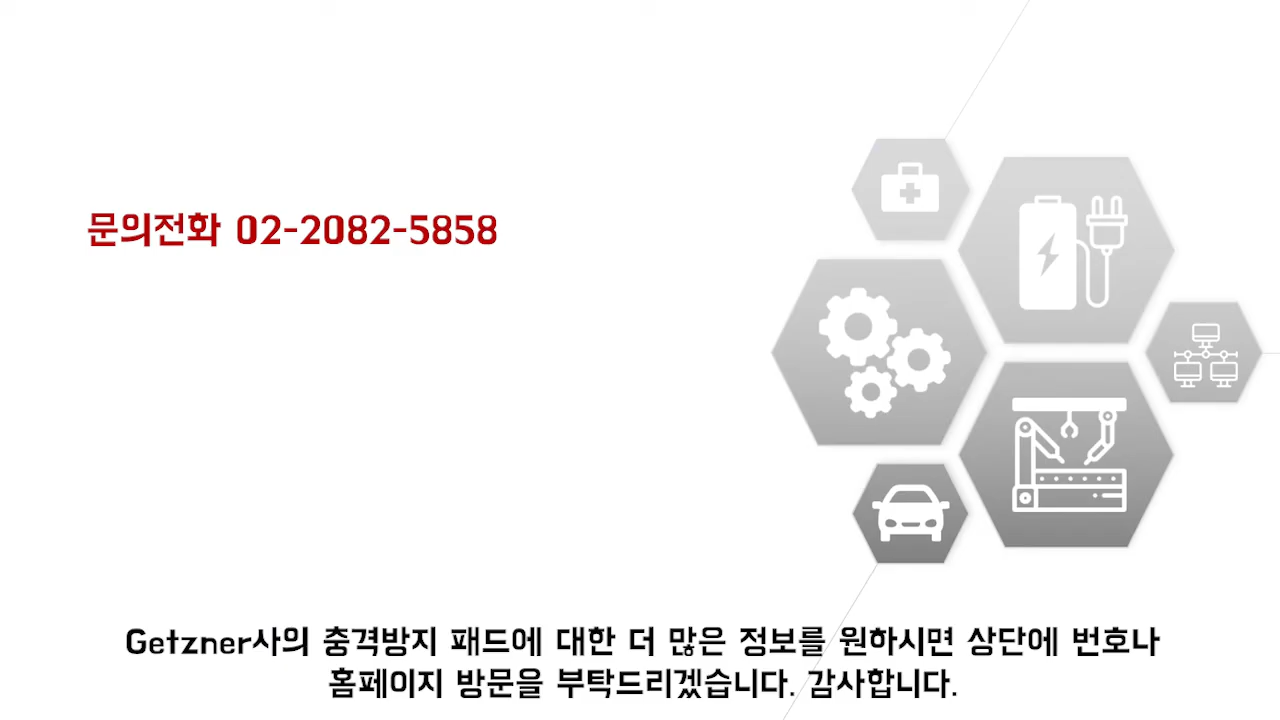 문의전화 02-2082-5858
Getzner사의 충격방지 패드에 대한 더 많은 정보를 원하시면 상단에 번호나
홈페이지 방문을 부탁드리겠습니다. 감사합니다.